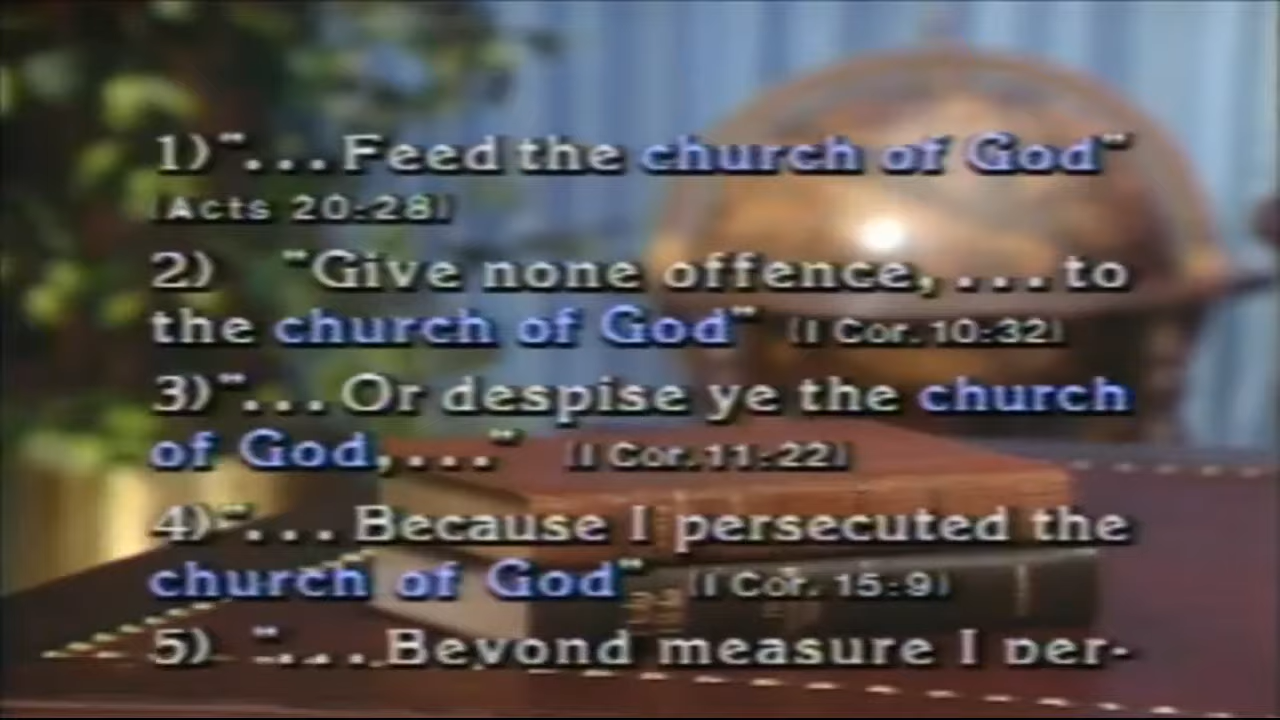 1)"...Feed the church of God"
(Acts 20:28)
2) "Give none offence,...to
the church of God" (I Cor. 10:32)
3)"...Or despise ye the church
of God,..." (I Cor. 11:22)
4)"...Because I persecuted the
church of God" (I Cor. 15:9)
5) "...Beyond measure I per-